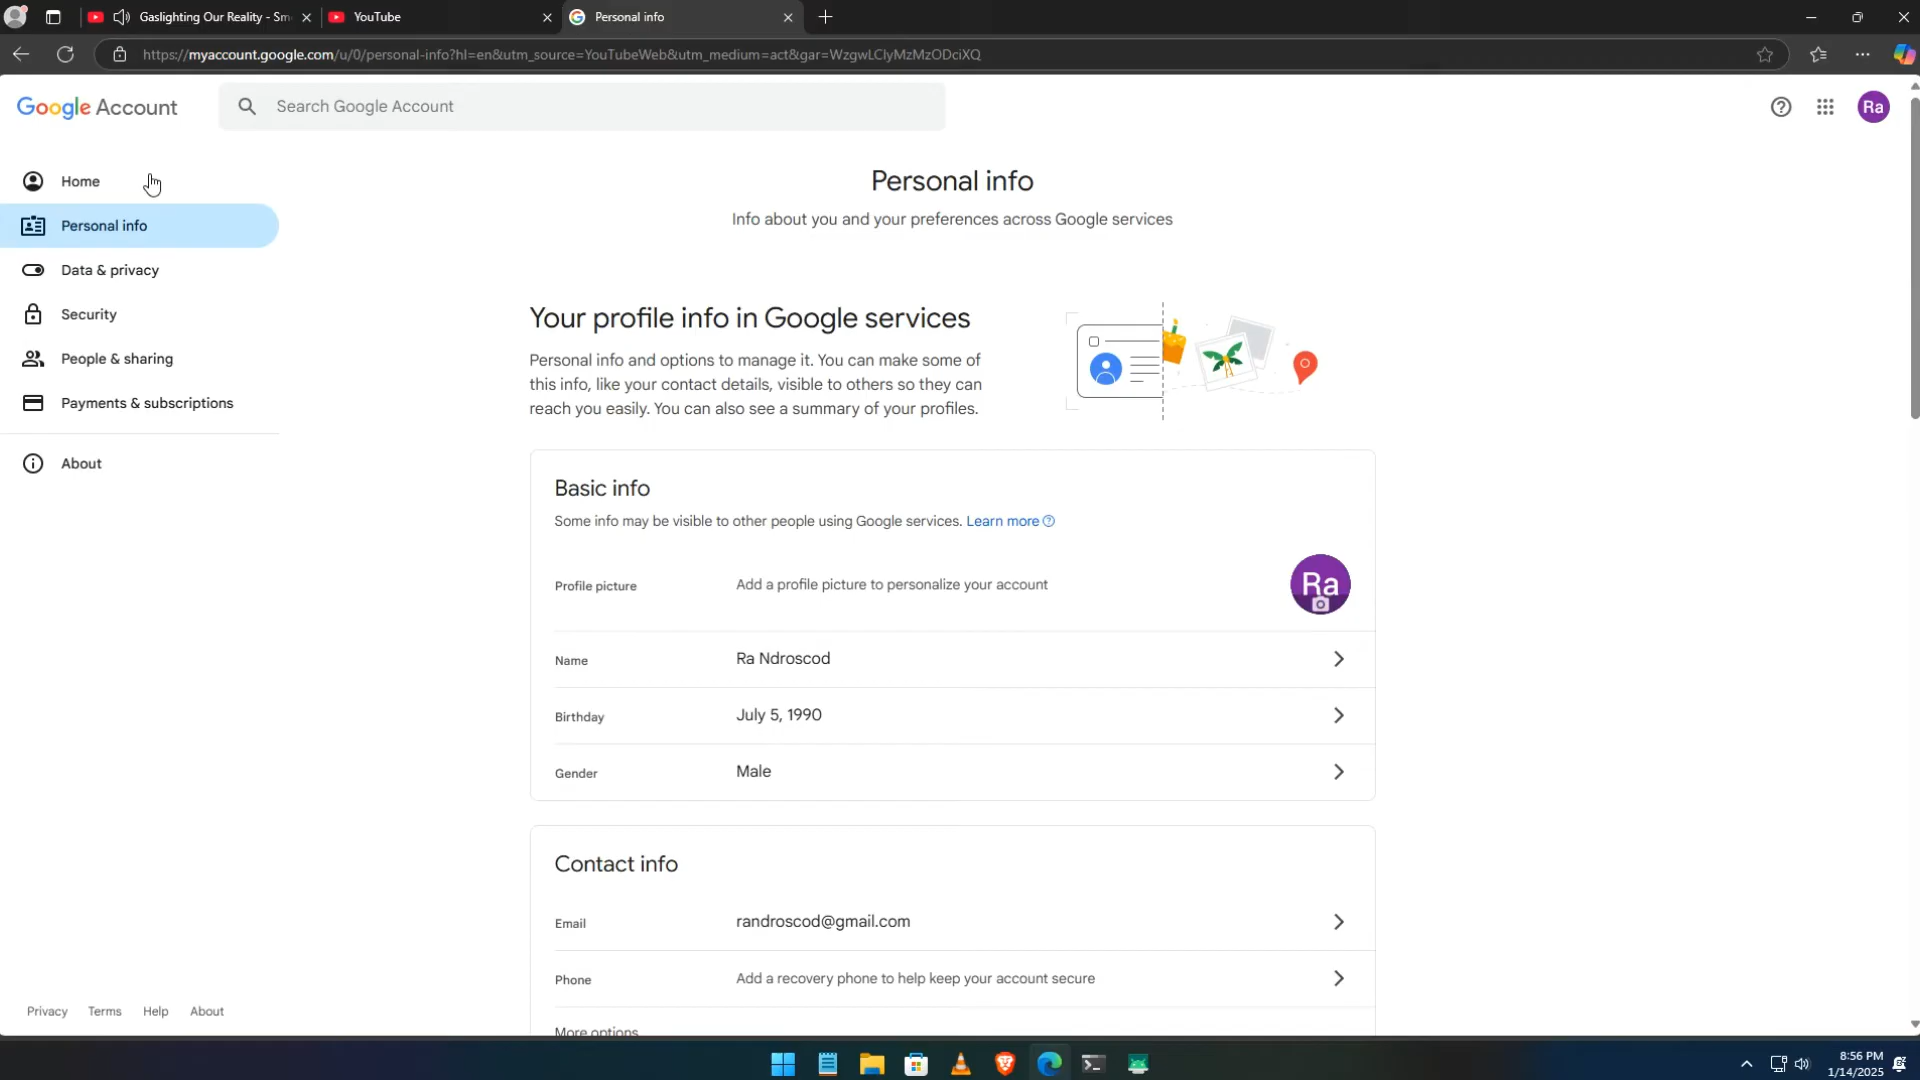 Gaslighting Our Reality - Sm
YouTube
Personal info
https://myaccount.google.com/u/0/personal-info?hl=en&utm_source=YouTubeWeb&utm_medium=act&gar=WzgwLCIyMzMzODciXQ
Google Account
Search Google Account
Ra
Home
Personal info
Data & privacy
Security
People & sharing
Payments & subscriptions
About
Personal info
Info about you and your preferences across Google services
Your profile info in Google services
Personal info and options to manage it. You can make some of
this info, like your contact details, visible to others so they can
reach you easily. You can also see a summary of your profiles.
Basic info
Some info may be visible to other people using Google services. Learn more
Profile picture Add a profile picture to personalize your account Ra
Name Ra Ndroscod
Birthday July 5, 1990
Gender Male
Contact info
Email randroscod@gmail.com
Phone Add a recovery phone to help keep your account secure
More options
Privacy Terms Help About
8:56 PM
1/14/2025